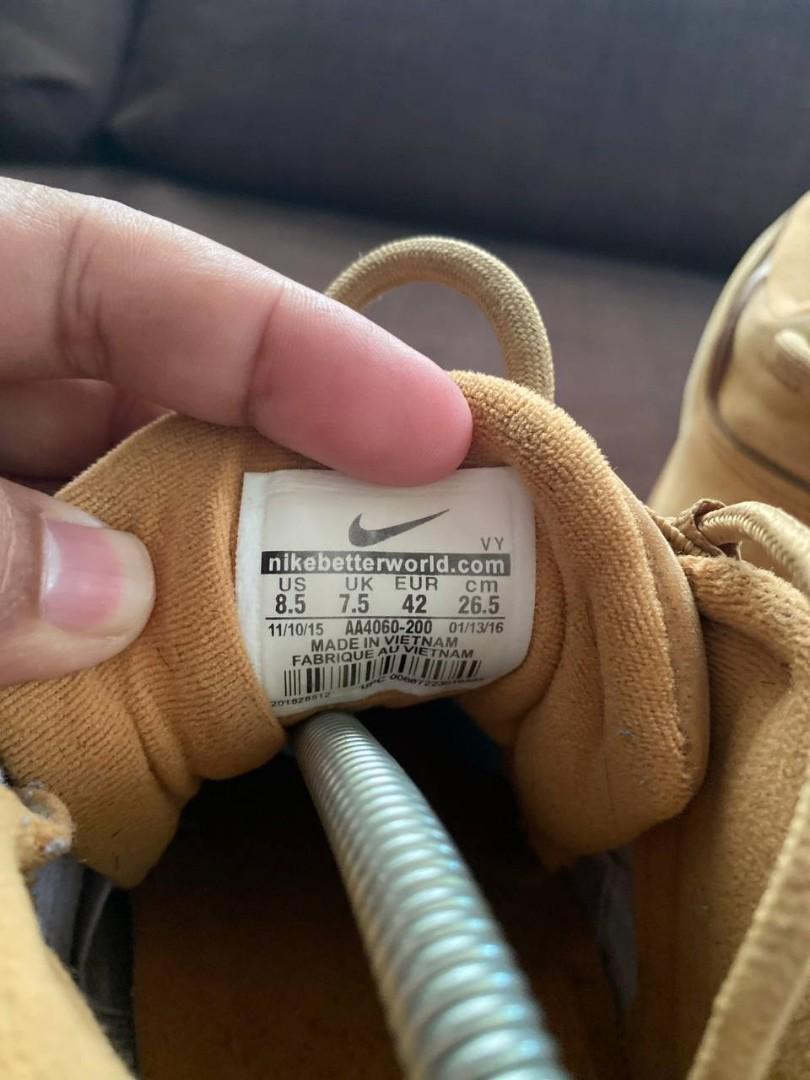 VY
nikebetterworld.com
US UK EUR cm
8.5 7.5 42 26.5
11/10/15 AA4060-200 01/13/16
MADE IN VIETNAM
FABRIQUE AU VIETNAM
UPC